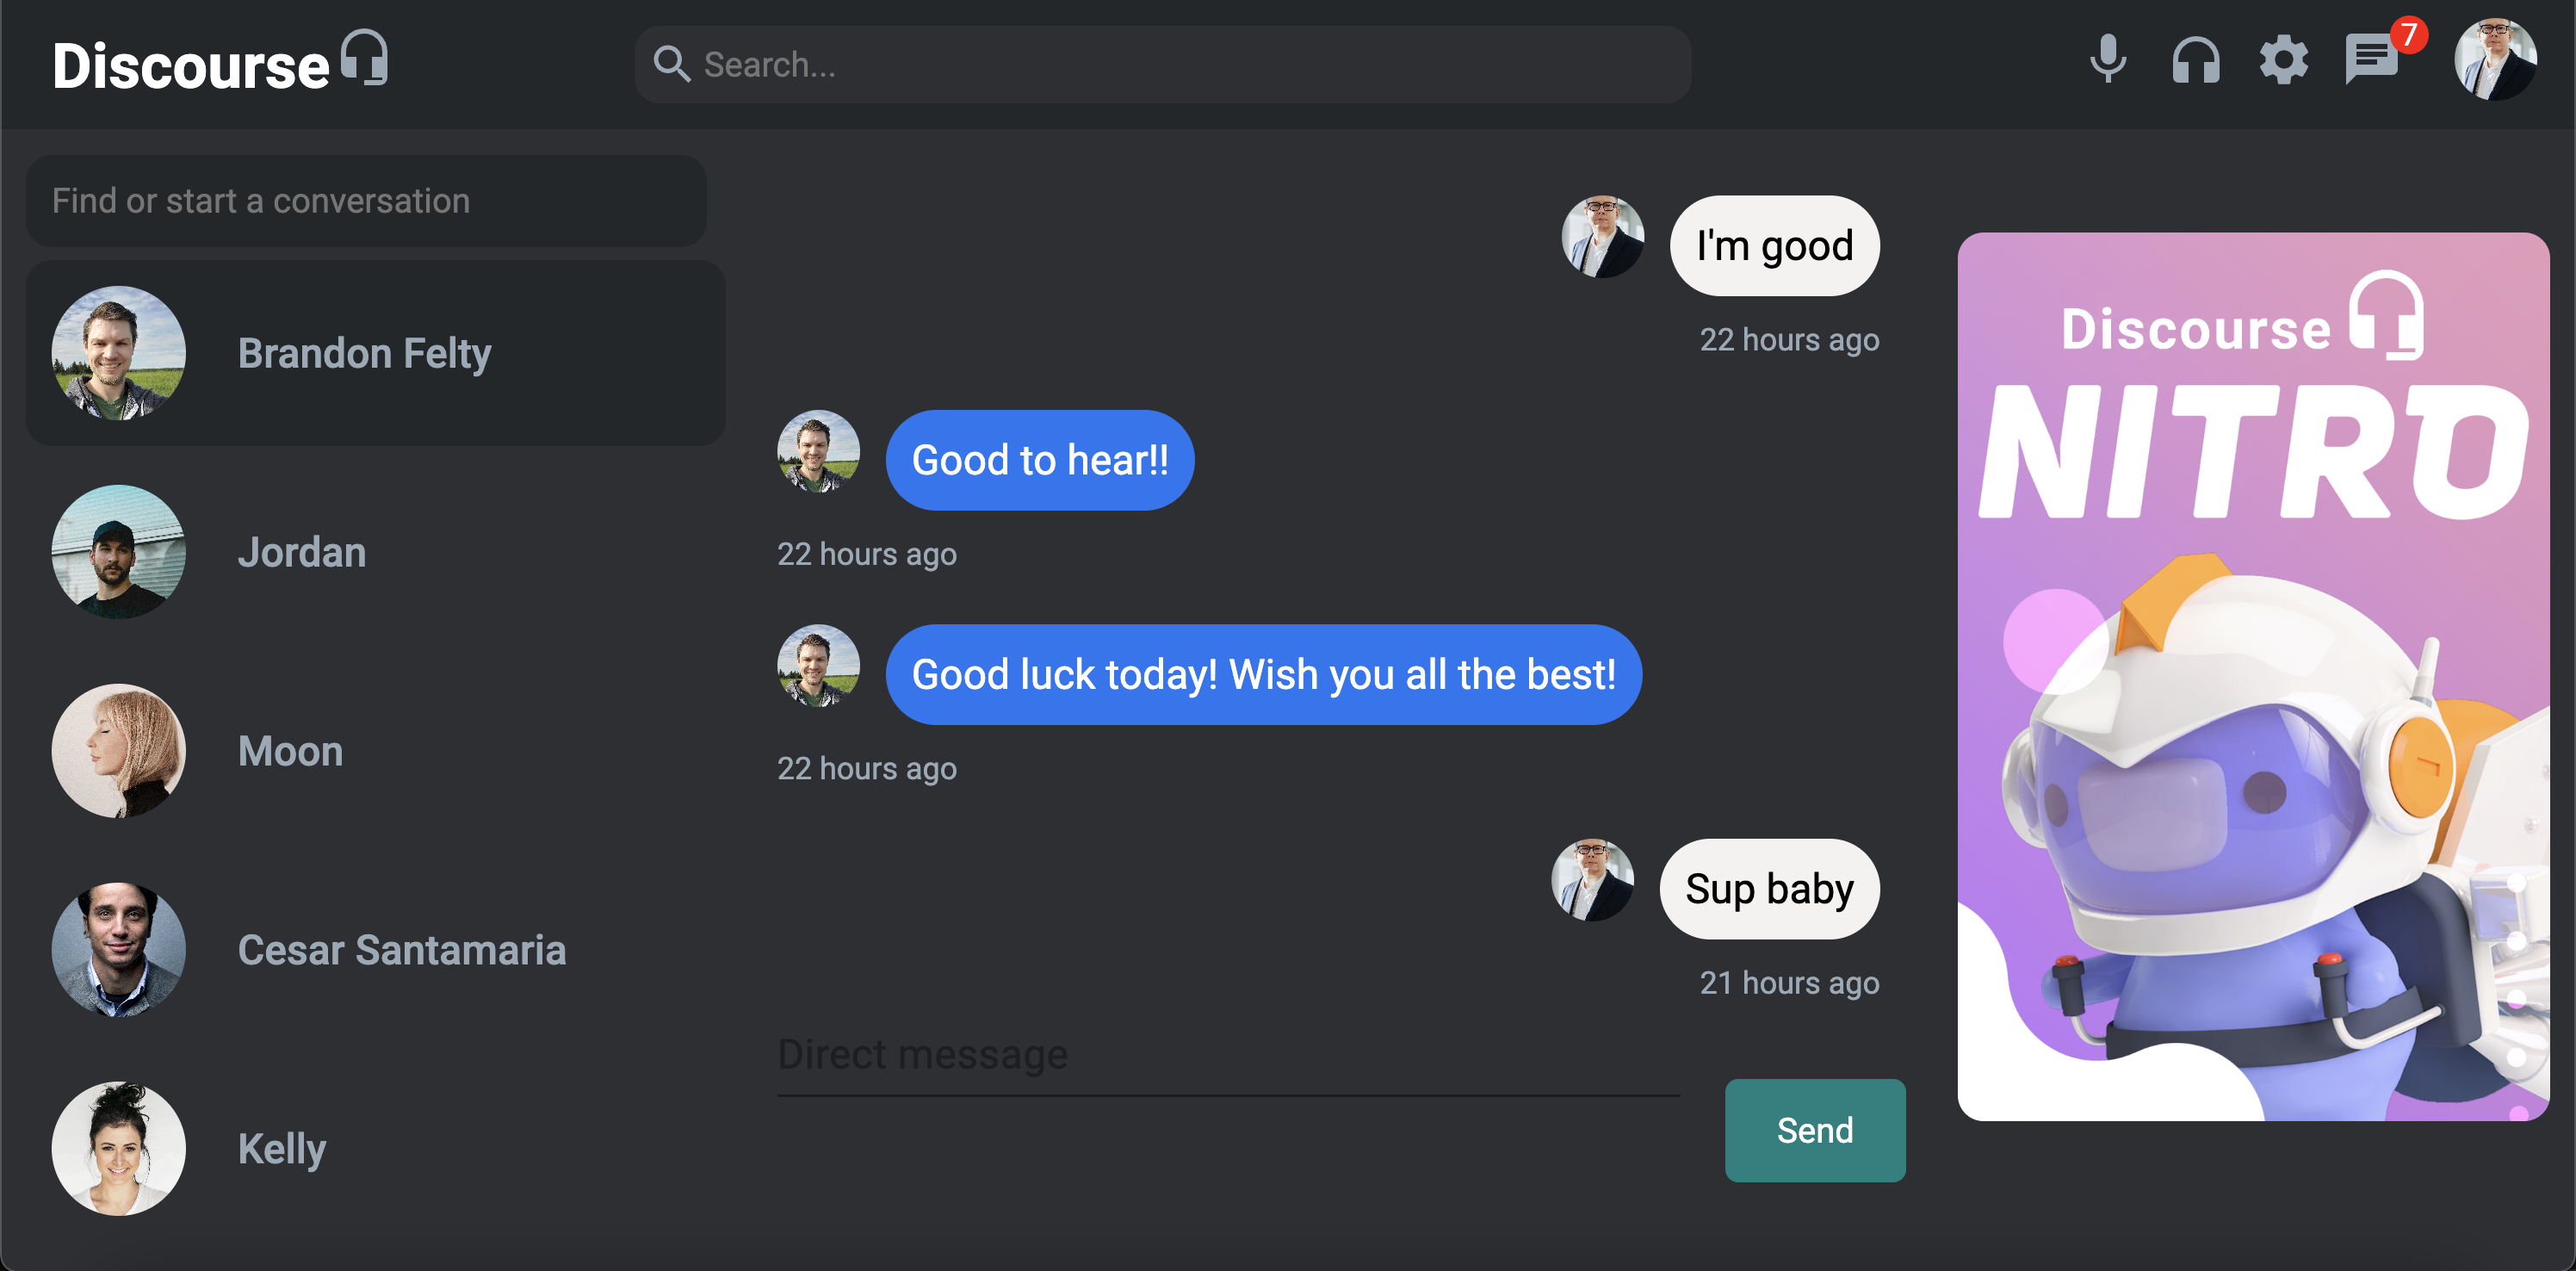 Discourse
Search...
7
Find or start a conversation
Brandon Felty
Jordan
Moon
Cesar Santamaria
Kelly
I'm good
22 hours ago
Good to hear!!
22 hours ago
Good luck today! Wish you all the best!
22 hours ago
Sup baby
21 hours ago
Direct message
Send
Discourse
NITRO